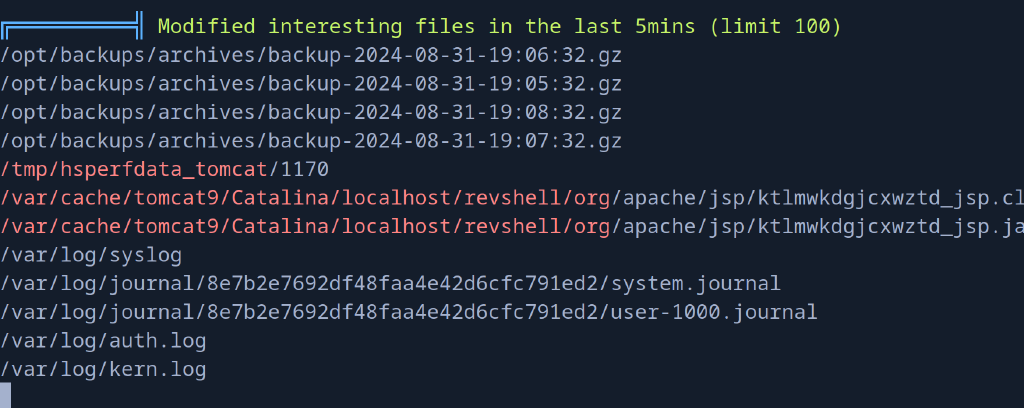 Modified interesting files in the last 5mins (limit 100)
/opt/backups/archives/backup-2024-08-31-19:06:32.gz
/opt/backups/archives/backup-2024-08-31-19:05:32.gz
/opt/backups/archives/backup-2024-08-31-19:08:32.gz
/opt/backups/archives/backup-2024-08-31-19:07:32.gz
/tmp/hsperfdata_tomcat/1170
/var/cache/tomcat9/Catalina/localhost/revshell/org/apache/jsp/ktlmwkdgjcxwztd_jsp.cl
/var/cache/tomcat9/Catalina/localhost/revshell/org/apache/jsp/ktlmwkdgjcxwztd_jsp.ja
/var/log/syslog
/var/log/journal/8e7b2e7692df48faa4e42d6cfc791ed2/system.journal
/var/log/journal/8e7b2e7692df48faa4e42d6cfc791ed2/user-1000.journal
/var/log/auth.log
/var/log/kern.log